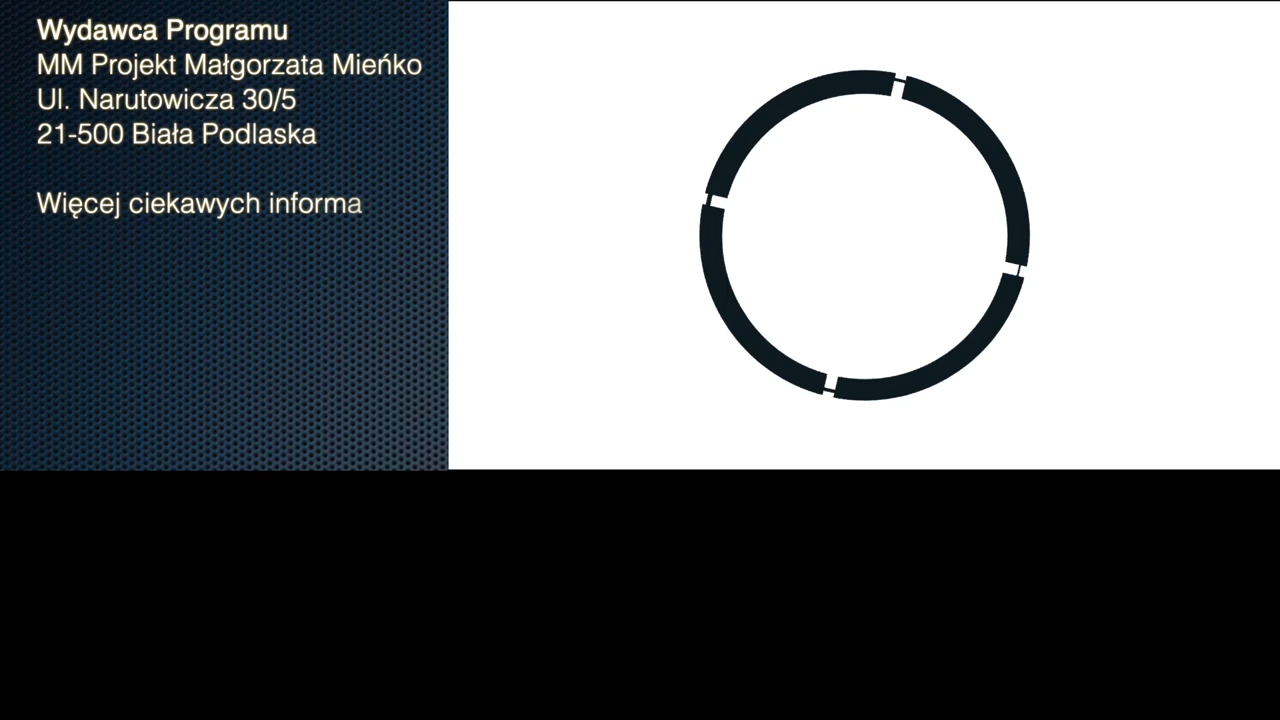 Wydawca Programu
MM Projekt Małgorzata Mieńko
Ul. Narutowicza 30/5
21-500 Biała Podlaska
Więcej ciekawych informa